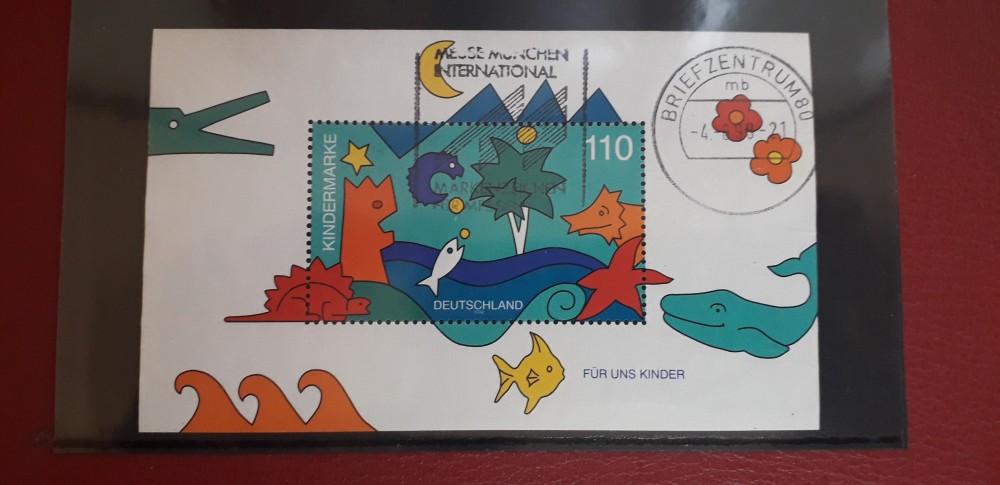 MESSE MÜNCHEN
INTERNATIONAL
BRIEFZENTRUM 80
mb
KINDERMARKE
110
DEUTSCHLAND
FÜR UNS KINDER